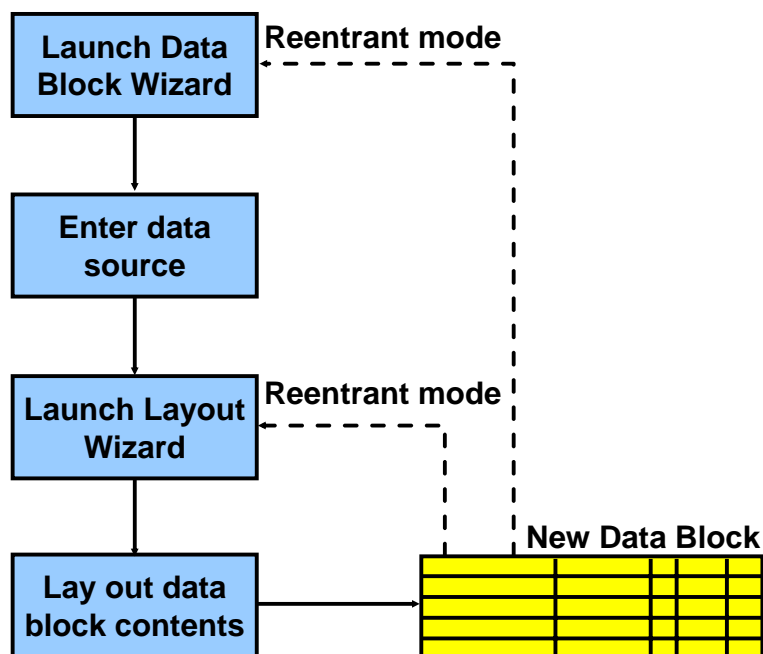 Launch Data
Block Wizard
Reentrant mode
Enter data
source
Launch Layout
Wizard
Reentrant mode
Lay out data
block contents
New Data Block